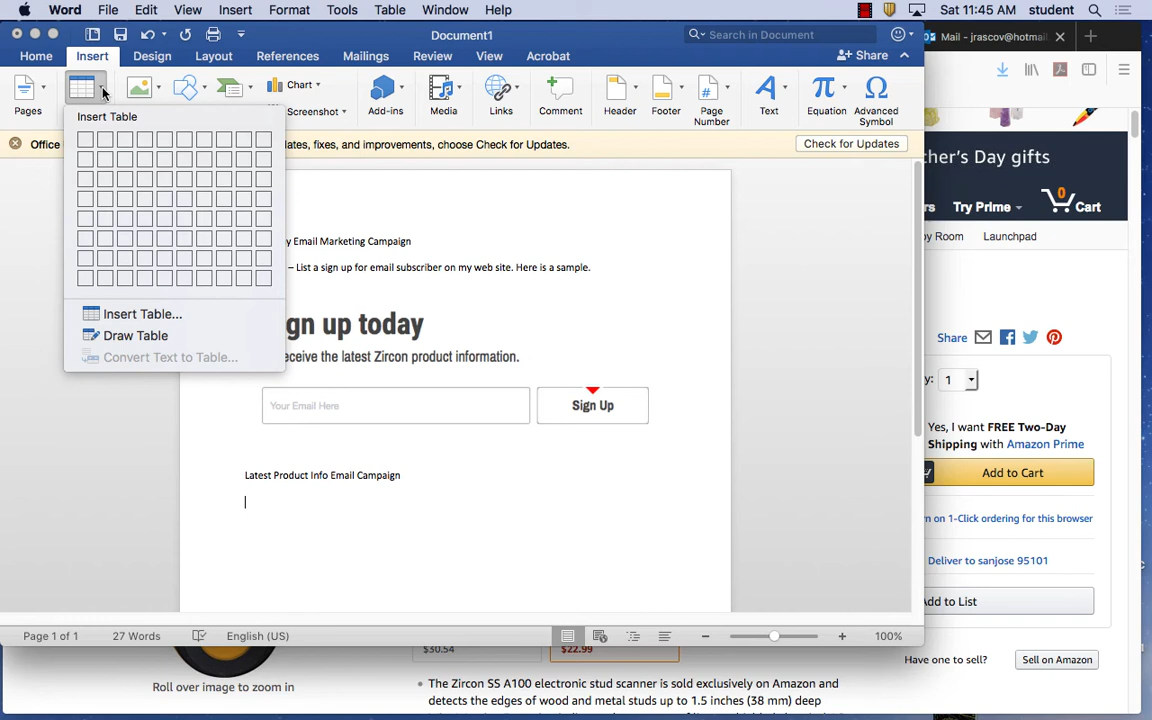 Word File Edit View Insert Format Tools Table Window Help Sat 11:45 AM student
Document1
Search in Document
Mail - jrascov@hotmail
Home Insert Design Layout References Mailings Review View Acrobat Share
Chart
Screenshot
Pages Add-ins Media Links Comment Header Footer Page Number Text Equation Advanced Symbol
Insert Table
Office
dates, fixes, and improvements, choose Check for Updates.
Check for Updates
Insert Table...
Draw Table
Convert Text to Table...
y Email Marketing Campaign
– List a sign up for email subscriber on my web site. Here is a sample.
gn up today
eceive the latest Zircon product information.
Your Email Here
Sign Up
Latest Product Info Email Campaign
Page 1 of 1 27 Words English (US) 100%
ther's Day gifts
rs Try Prime 0 Cart
by Room Launchpad
Share
y: 1
Yes, I want FREE Two-Day
Shipping with Amazon Prime
Add to Cart
rn on 1-Click ordering for this browser
Deliver to sanjose 95101
Add to List
Have one to sell? Sell on Amazon
$30.54 $22.99
Roll over image to zoom in
The Zircon SS A100 electronic stud scanner is sold exclusively on Amazon and
detects the edges of wood and metal studs up to 1.5 inches (38 mm) deep